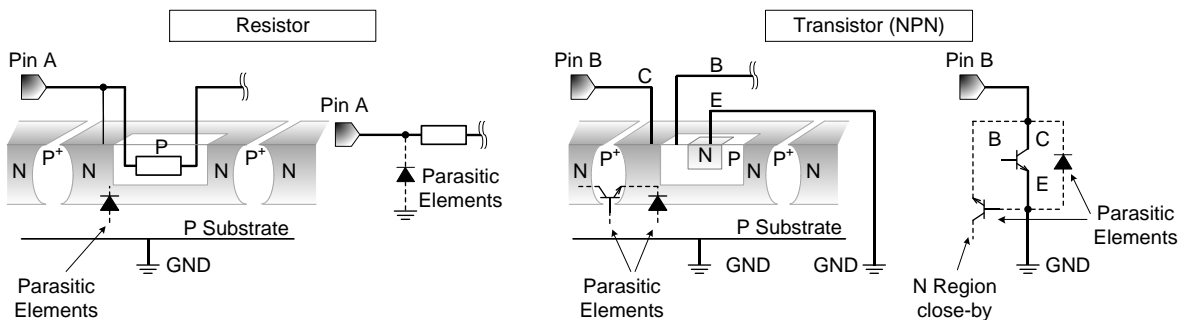 Resistor
Transistor (NPN)
Pin A
Pin B
C
B
E
Pin B
Pin A
B
C
E
N
P+
N
P
N
P+
N
N
P+
N
P
P+
N
N
Parasitic
Elements
Parasitic
Elements
P Substrate
P Substrate
GND
GND
GND
GND
Parasitic
Elements
Parasitic
Elements
N Region
close-by